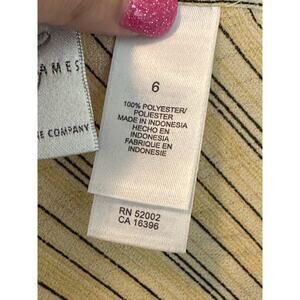 AMES
SE COMPANY
6
100% POLYESTER/
POLIESTER
MADE IN INDONESIA
HECHO EN
INDONESIA
FABRIQUE EN
INDONESIE
RN 52002
CA 16396